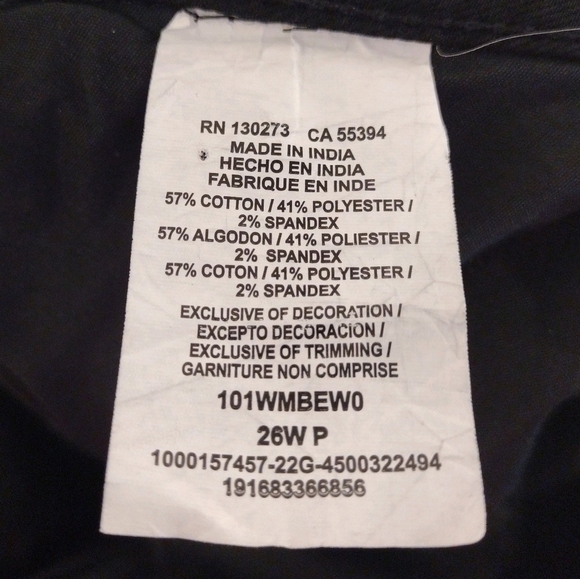 RN 130273 CA 55394
MADE IN INDIA
HECHO EN INDIA
FABRIQUE EN INDE
57% COTTON / 41% POLYESTER /
2% SPANDEX
57% ALGODON / 41% POLIESTER /
2% SPANDEX
57% COTON / 41% POLYESTER /
2% SPANDEX
EXCLUSIVE OF DECORATION /
EXCEPTO DECORACION /
EXCLUSIVE OF TRIMMING /
GARNITURE NON COMPRISE
101WMBEW0
26W P
1000157457-22G-4500322494
191683366856